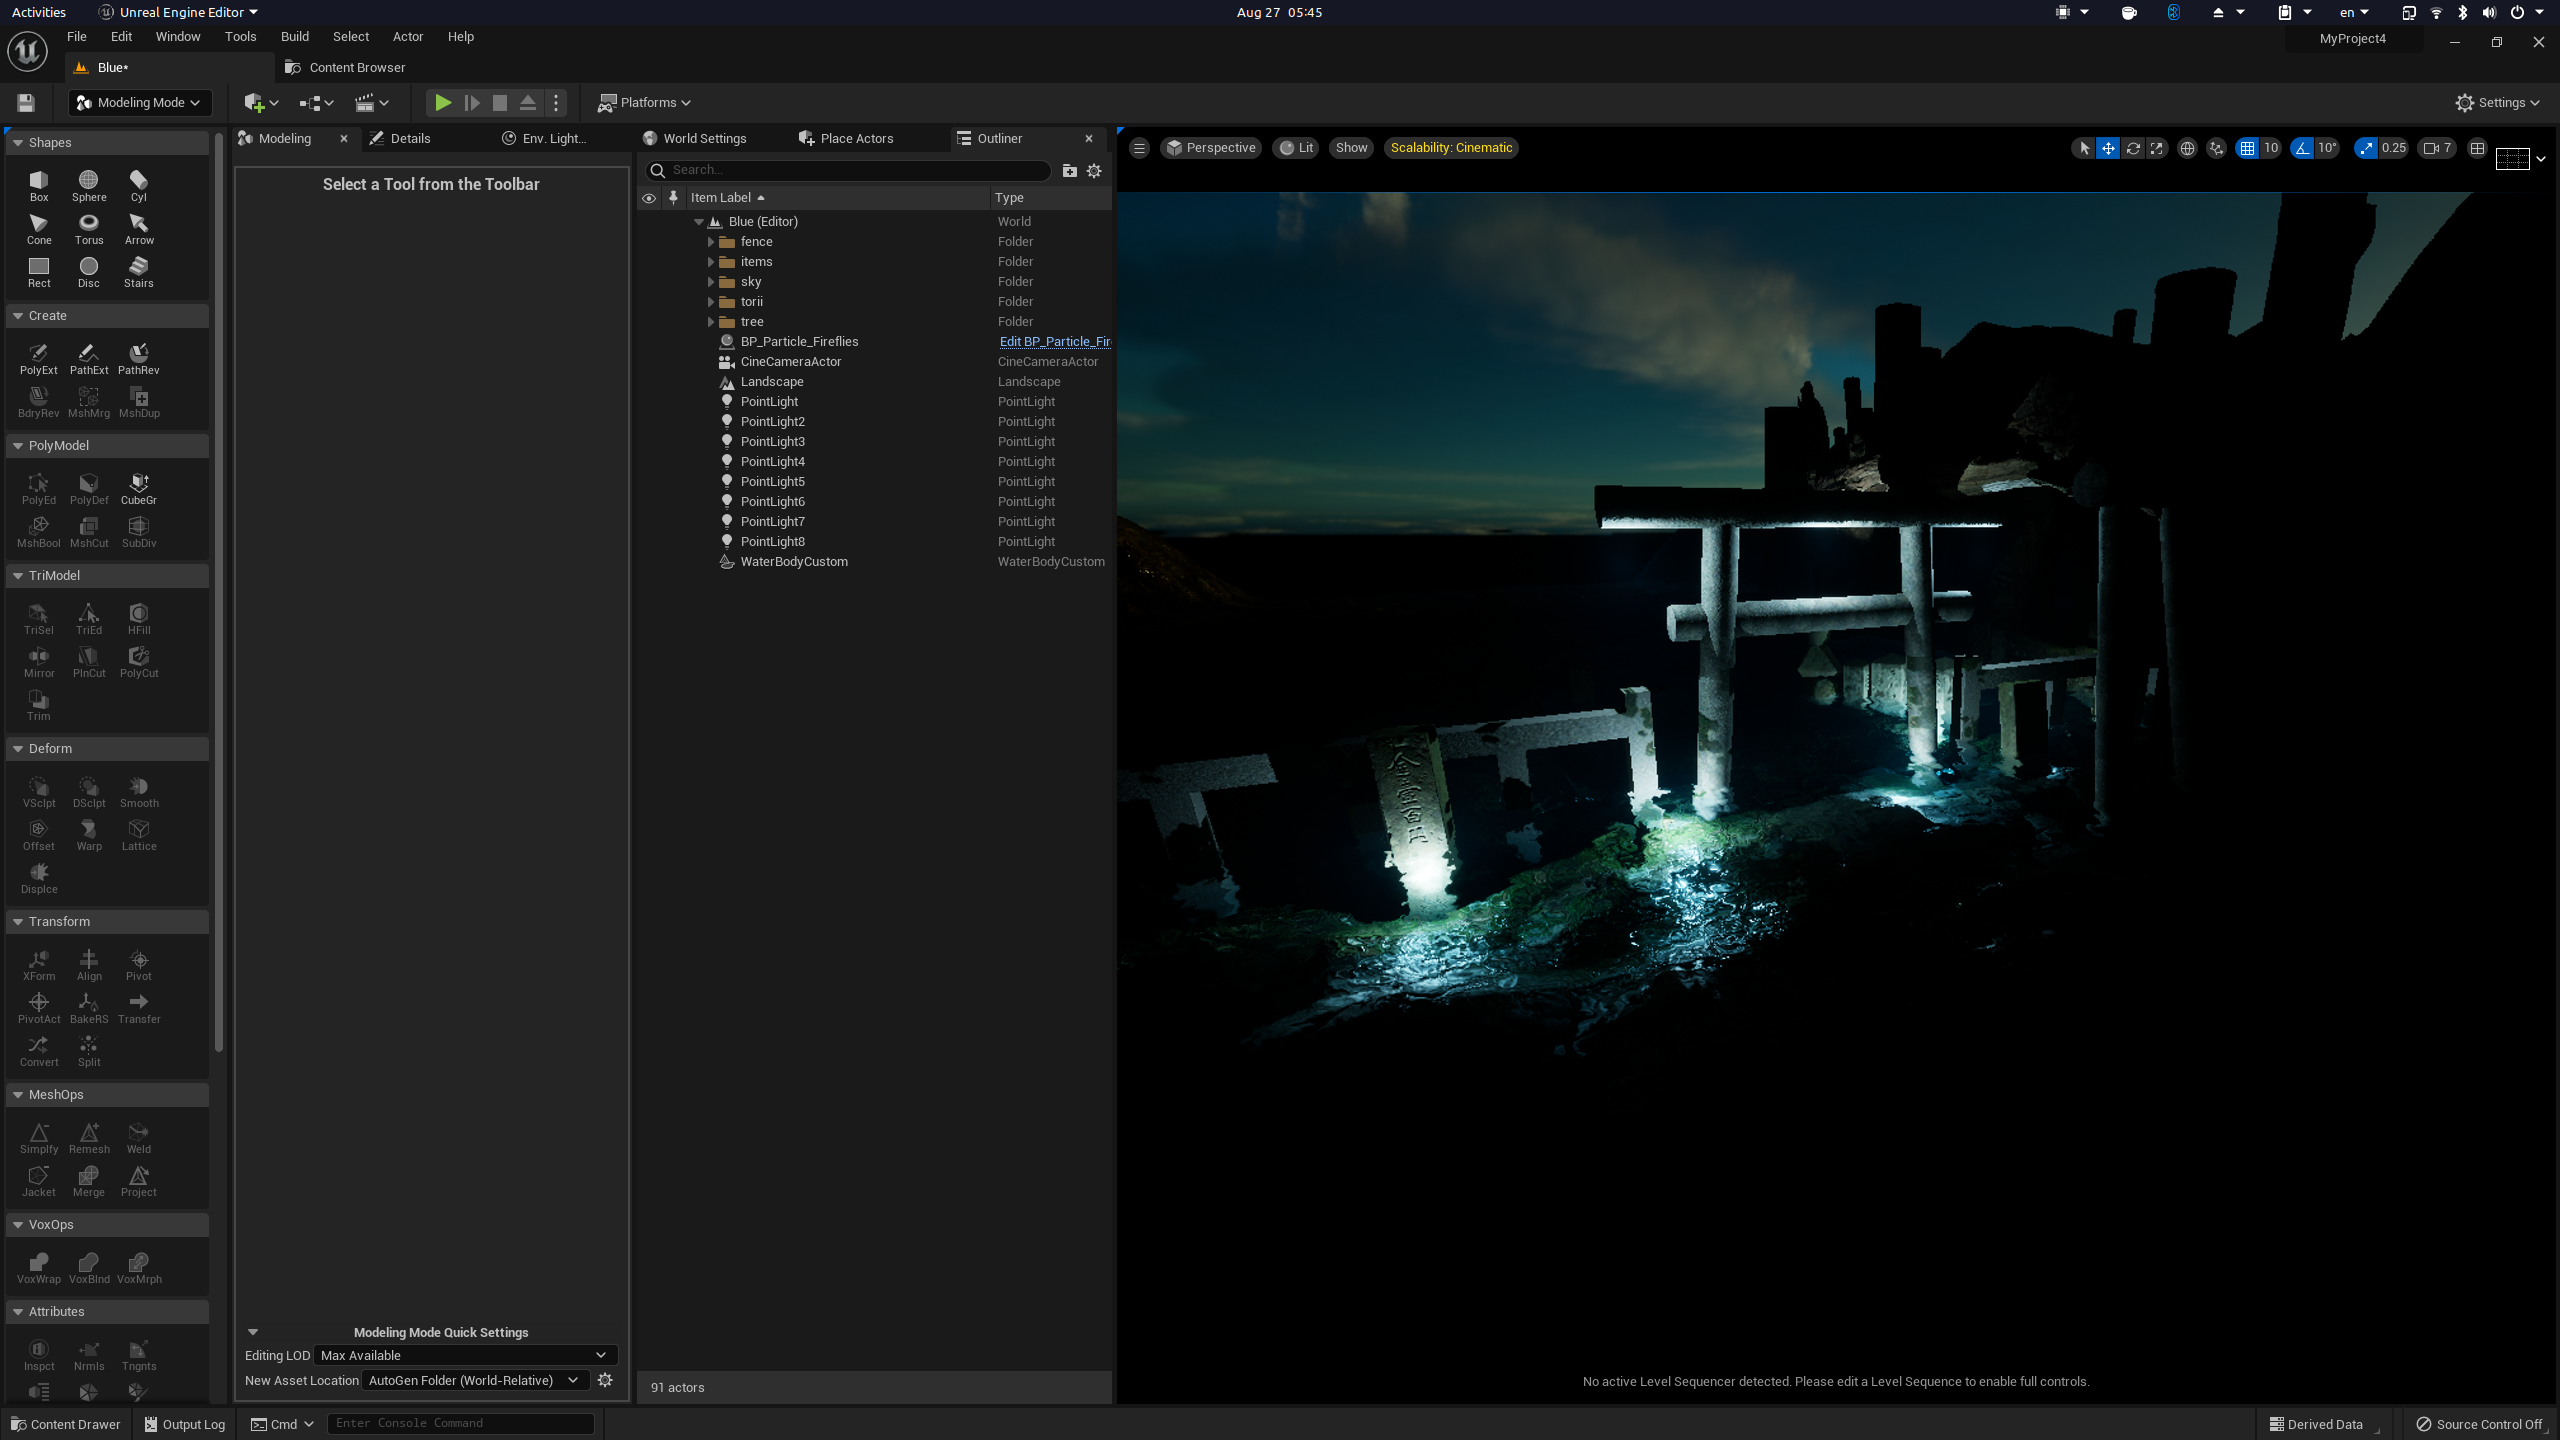 Activities
Unreal Engine Editor
Aug 27 05:45
en
File Edit Window Tools Build Select Actor Help
MyProject4
Blue*
Content Browser
Modeling Mode
Platforms
Settings
Shapes
Box Sphere Cyl
Cone Torus Arrow
Rect Disc Stairs
Create
PolyExt PathExt PathRev
BdryRev MshMrg MshDup
PolyModel
PolyEd PolyDef CubeGr
MshBool MshCut SubDiv
TriModel
TriSel TriEd HFill
Mirror PlnCut PolyCut
Trim
Deform
VSclpt DSclpt Smooth
Offset Warp Lattice
Displce
Transform
XForm Align Pivot
PivotAct BakeRS Transfer
Convert Split
MeshOps
Simplfy Remesh Weld
Jacket Merge Project
VoxOps
VoxWrap VoxBlnd VoxMrph
Attributes
Inspct Nrmls Tngnts
Modeling
Details
Env. Light...
Select a Tool from the Toolbar
Modeling Mode Quick Settings
Editing LOD Max Available
New Asset Location AutoGen Folder (World-Relative)
World Settings
Place Actors
Outliner
Search...
Item Label Type
Blue (Editor) World
fence Folder
items Folder
sky Folder
torii Folder
tree Folder
BP_Particle_Fireflies Edit BP_Particle_Fir
CineCameraActor CineCameraActor
Landscape Landscape
PointLight PointLight
PointLight2 PointLight
PointLight3 PointLight
PointLight4 PointLight
PointLight5 PointLight
PointLight6 PointLight
PointLight7 PointLight
PointLight8 PointLight
WaterBodyCustom WaterBodyCustom
91 actors
Perspective
Lit
Show
Scalability: Cinematic
10
10°
0.25
7
金壹百円
No active Level Sequencer detected. Please edit a Level Sequence to enable full controls.
Content Drawer
Output Log
Cmd
Enter Console Command
Derived Data
Source Control Off